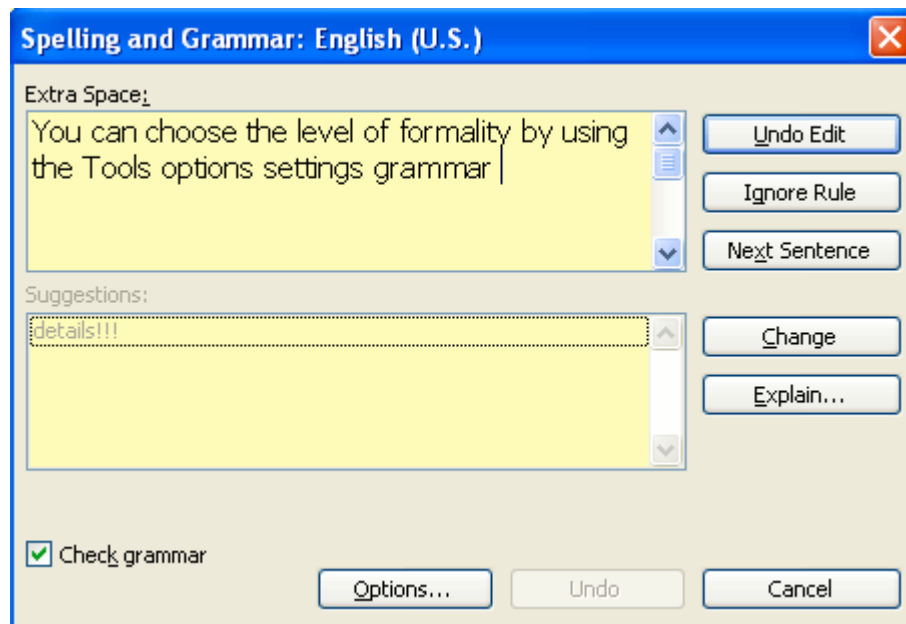 Spelling and Grammar: English (U.S.)
Extra Space:
You can choose the level of formality by using
the Tools options settings grammar
Undo Edit
Ignore Rule
Next Sentence
Suggestions:
details!!!
Change
Explain...
Check grammar
Options...
Undo
Cancel